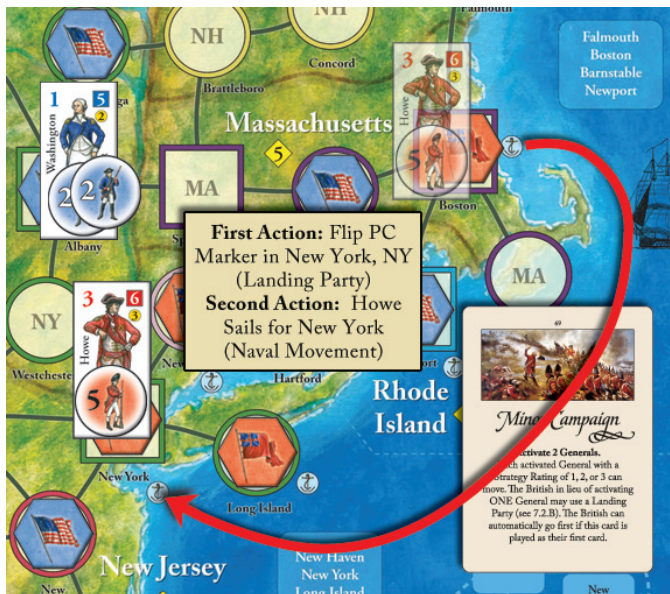 Falmouth
NH
NH
Concord
Brattleboro
Falmouth
Boston
Barnstable
Newport
1
5
2
Washington
2
2
Albany
Massachusetts
5
3
6
3
Howe
5
Boston
MA
MA
First Action: Flip PC
Marker in New York, NY
(Landing Party)
Second Action: Howe
Sails for New York
(Naval Movement)
NY
Westchester
3
6
3
Howe
5
New York
Hartford
Long Island
Rhode
Island
69
Minor Campaign
Activate 2 Generals.
activated General with a
Strategy Rating of 1, 2, or 3 can
move. The British in lieu of activating
ONE General may use a Landing
Party (see 7.2.B). The British can
automatically go first if this card is
played as their first card.
New Jersey
New
New Haven
New York
Long Island
New